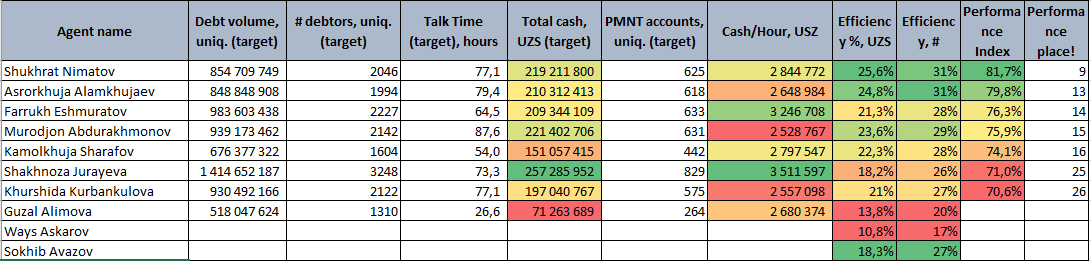 Agent name Debt volume, uniq. (target) # debtors, uniq. (target) Talk Time (target), hours Total cash, UZS (target) PMNT accounts, uniq. (target) Cash/Hour, USZ Efficienc y %, UZS Efficienc y, # Performa nce Index Performa nce place!
Shukhrat Nimatov 854 709 749 2046 77,1 219 211 800 625 2 844 772 25,6% 31% 81,7% 9
Asrorkhuja Alamkhujaev 848 848 908 1994 79,4 210 312 413 618 2 648 984 24,8% 31% 79,8% 13
Farrukh Eshmuratov 983 603 438 2227 64,5 209 344 109 633 3 246 708 21,3% 28% 76,3% 14
Murodjon Abdurakhmonov 939 173 462 2142 87,6 221 402 706 631 2 528 767 23,6% 29% 75,9% 15
Kamolkhuja Sharafov 676 377 322 1604 54,0 151 057 415 442 2 797 547 22,3% 28% 74,1% 16
Shakhnoza Jurayeva 1 414 652 187 3248 73,3 257 285 952 829 3 511 597 18,2% 26% 71,0% 25
Khurshida Kurbankulova 930 492 166 2122 77,1 197 040 767 575 2 557 098 21% 27% 70,6% 26
Guzal Alimova 518 047 624 1310 26,6 71 263 689 264 2 680 374 13,8% 20%
Ways Askarov 10,8% 17%
Sokhib Avazov 18,3% 27%